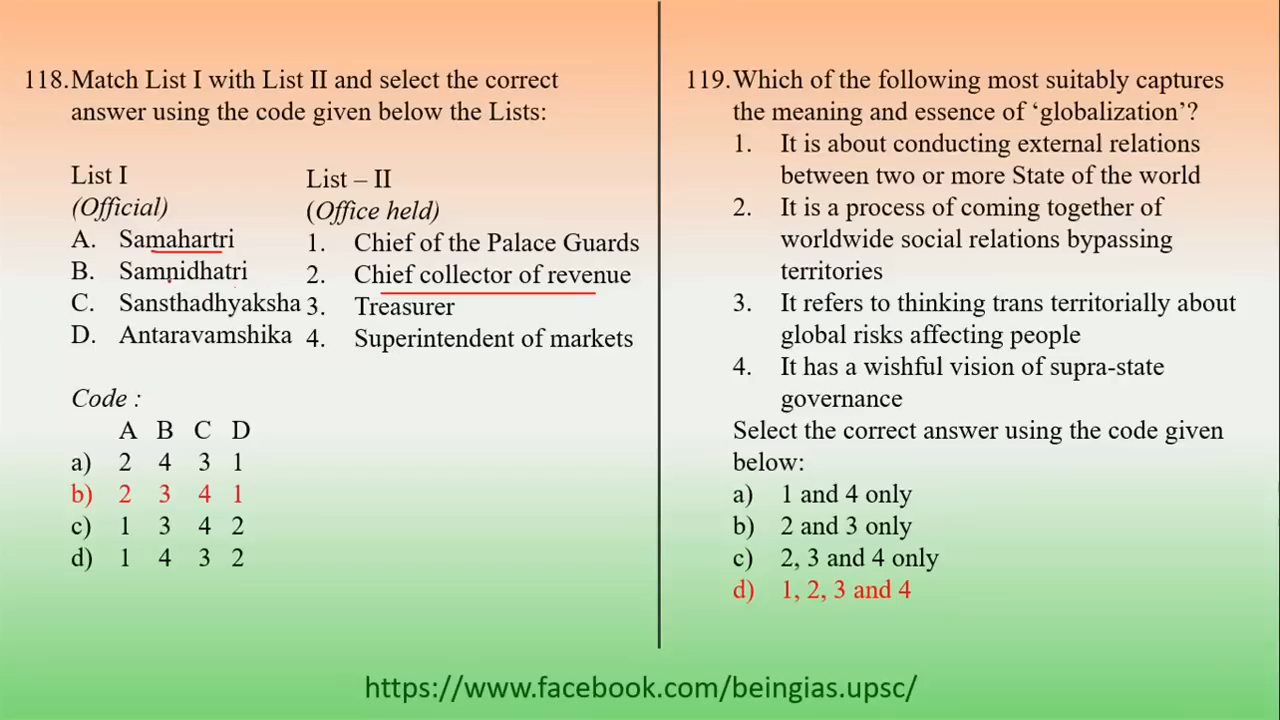 118.Match List I with List II and select the correct
answer using the code given below the Lists:
List I
(Official)
A. Samahartri
B. Samnidhatri
C. Sansthadhyaksha
D. Antaravamshika
List – II
(Office held)
1. Chief of the Palace Guards
2. Chief collector of revenue
3. Treasurer
4. Superintendent of markets
Code :
A B C D
a) 2 4 3 1
b) 2 3 4 1
c) 1 3 4 2
d) 1 4 3 2
119.Which of the following most suitably captures
the meaning and essence of ‘globalization’?
1. It is about conducting external relations
between two or more State of the world
2. It is a process of coming together of
worldwide social relations bypassing
territories
3. It refers to thinking trans territorially about
global risks affecting people
4. It has a wishful vision of supra-state
governance
Select the correct answer using the code given
below:
a) 1 and 4 only
b) 2 and 3 only
c) 2, 3 and 4 only
d) 1, 2, 3 and 4
https://www.facebook.com/beingias.upsc/